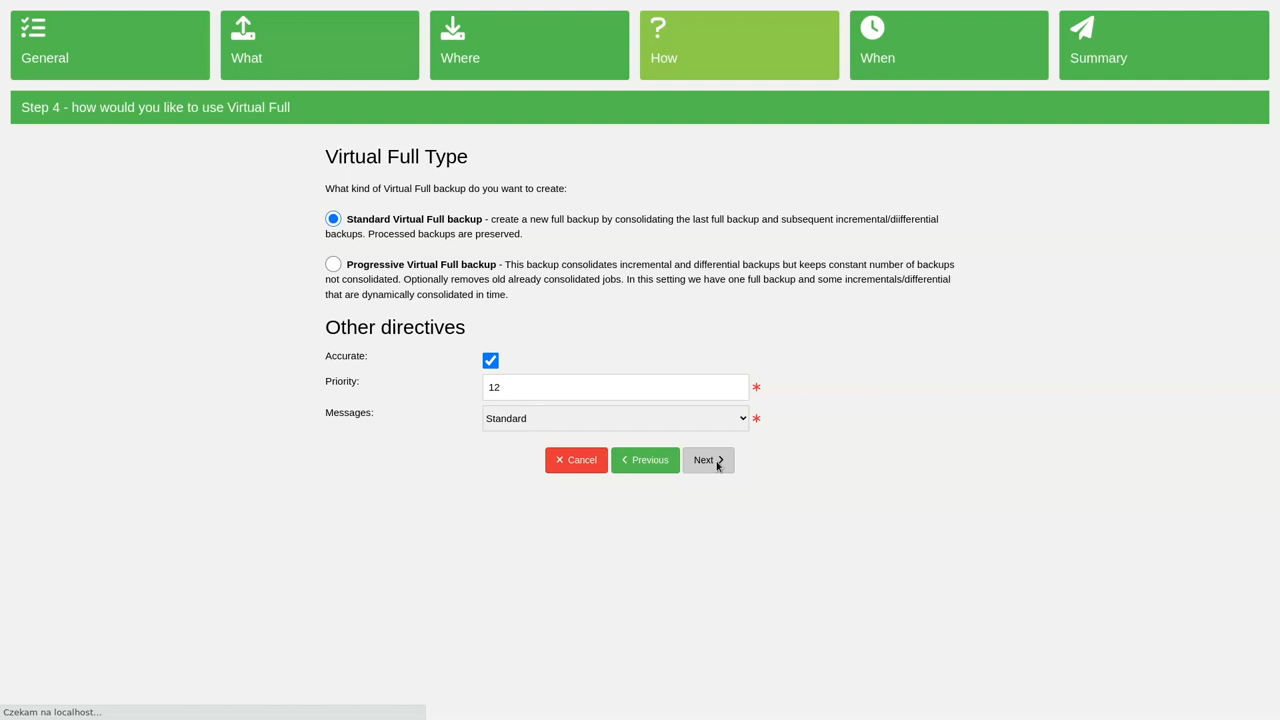 General
What
Where
How
When
Summary
Step 4 - how would you like to use Virtual Full
Virtual Full Type
What kind of Virtual Full backup do you want to create:
Standard Virtual Full backup - create a new full backup by consolidating the last full backup and subsequent incremental/diifferential
backups. Processed backups are preserved.
Progressive Virtual Full backup - This backup consolidates incremental and differential backups but keeps constant number of backups
not consolidated. Optionally removes old already consolidated jobs. In this setting we have one full backup and some incrementals/differential
that are dynamically consolidated in time.
Other directives
Accurate:
Priority:
12
Messages:
Standard
Cancel
Previous
Next
Czekam na localhost...